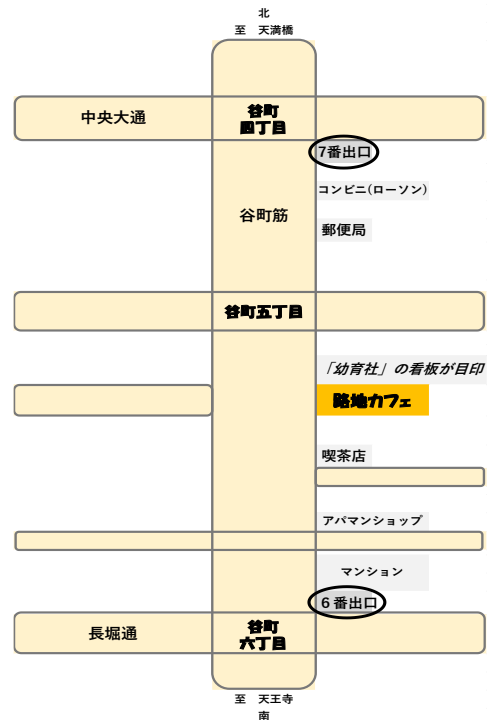 北
至　天満橋
中央大通
谷町
四丁目
7番出口
コンビニ(ローソン)
谷町筋
郵便局
谷町五丁目
「幼育社」の看板が目印
路地カフェ
喫茶店
アパマンショップ
マンション
６番出口
長堀通
谷町
六丁目
至　天王寺
南